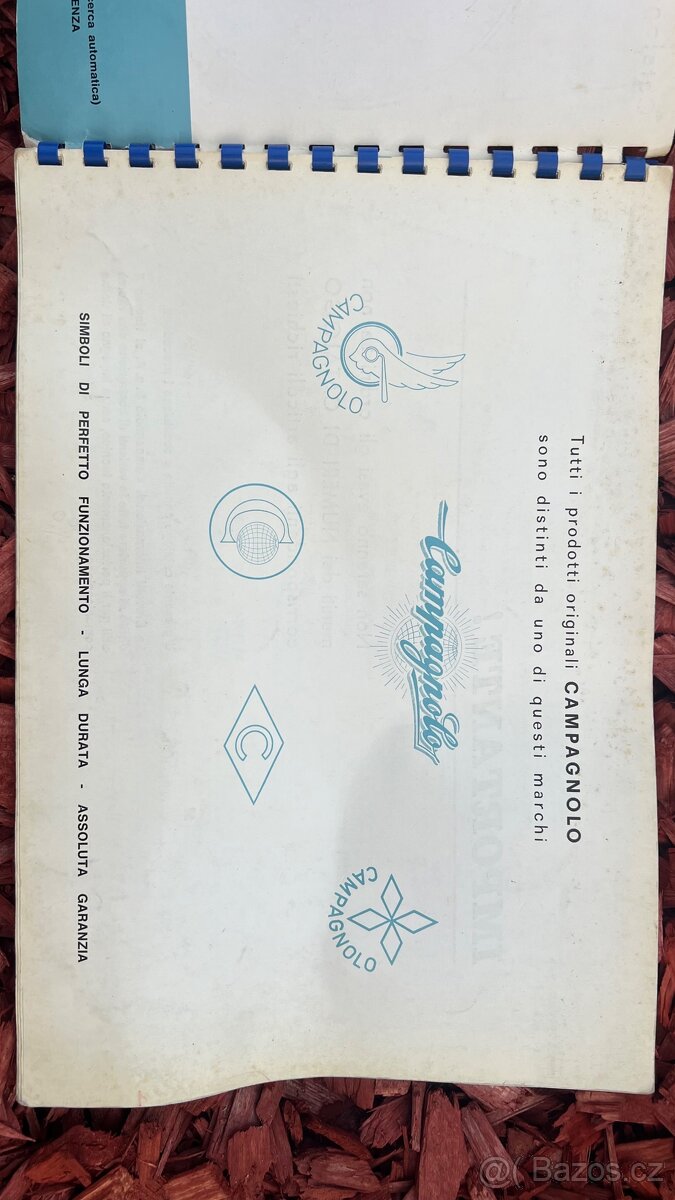 cerca automatica)
ENZA
Tutti i prodotti originali CAMPAGNOLO
sono distinti da uno di questi marchi
CAMPAGNOLO
Campagnolo
CAMPAGNOLO
C
C
SIMBOLI DI PERFETTO FUNZIONAMENTO - LUNGA DURATA - ASSOLUTA GARANZIA
Bazos.cz